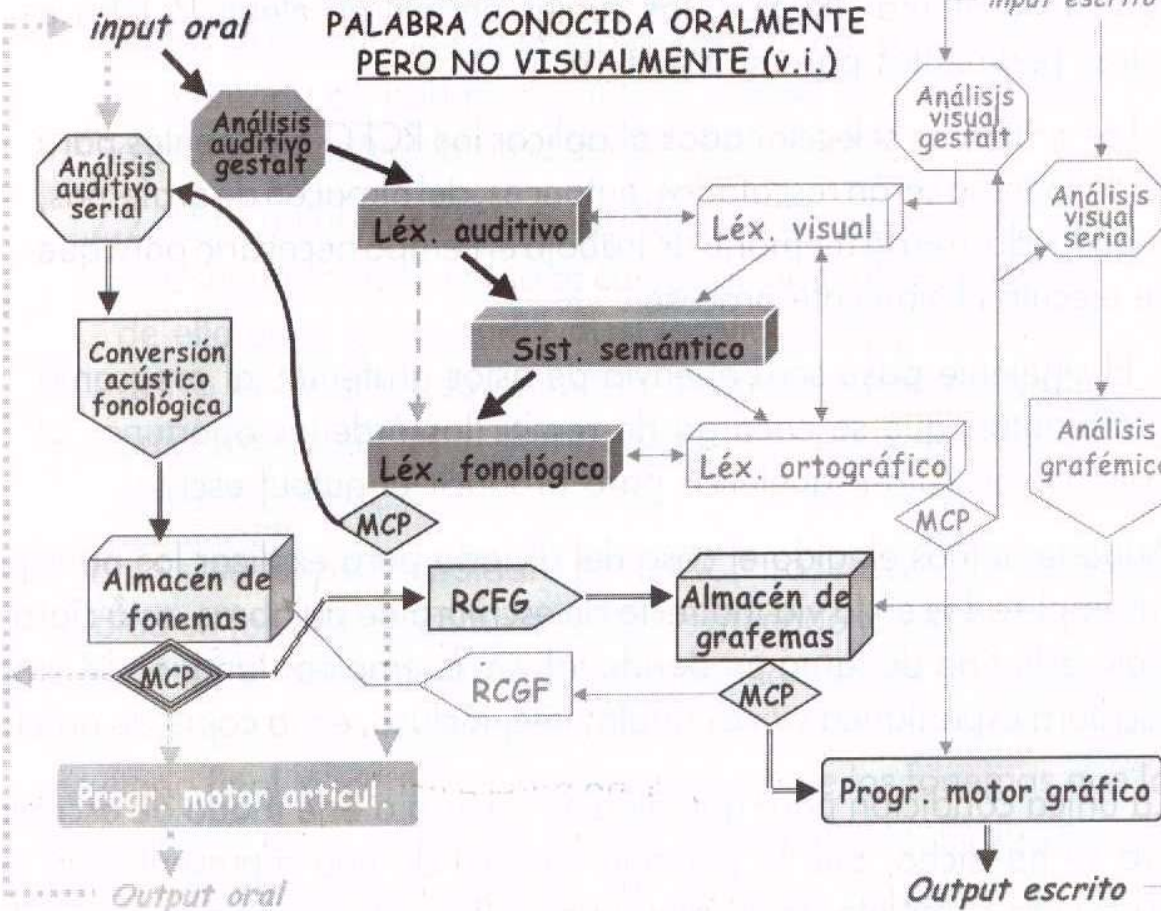 input oral
PALABRA CONOCIDA ORALMENTE
PERO NO VISUALMENTE (v.i.)
input escrito
Análisis
auditivo
gestalt
Análisis
visual
gestalt
Análisis
auditivo
serial
Análisis
visual
serial
Léx. auditivo
Léx. visual
Conversión
acústico
fonológica
Sist. semántico
Léx. fonológico
Léx. ortográfico
Análisis
grafémico
MCP
MCP
Almacén de
fonemas
RCFG
Almacén de
grafemas
MCP
RCGF
MCP
Progr. motor articul.
Progr. motor gráfico
Output oral
Output escrito